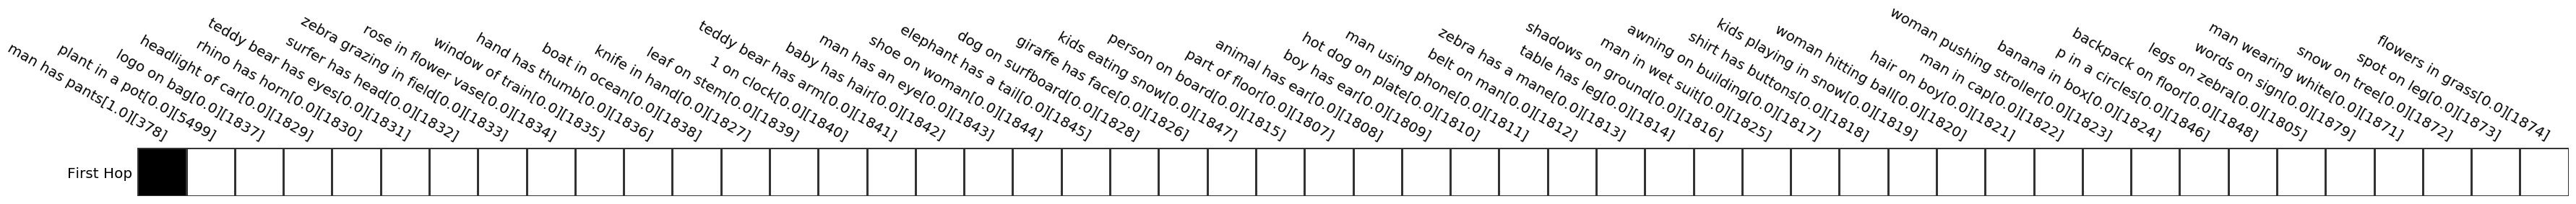 man has pants[1.0][378]
plant in a pot[0.0][5499]
logo on bag[0.0][1837]
headlight of car[0.0][1829]
rhino has horn[0.0][1830]
teddy bear has eyes[0.0][1831]
surfer has head[0.0][1832]
zebra grazing in field[0.0][1833]
rose in flower vase[0.0][1834]
window of train[0.0][1835]
hand has thumb[0.0][1836]
boat in ocean[0.0][1838]
knife in hand[0.0][1827]
leaf on stem[0.0][1839]
1 on clock[0.0][1840]
teddy bear has arm[0.0][1841]
baby has hair[0.0][1842]
man has an eye[0.0][1843]
shoe on woman[0.0][1844]
elephant has a tail[0.0][1845]
dog on surfboard[0.0][1828]
giraffe has face[0.0][1826]
kids eating snow[0.0][1847]
person on board[0.0][1815]
part of floor[0.0][1807]
animal has ear[0.0][1808]
boy has ear[0.0][1809]
hot dog on plate[0.0][1810]
man using phone[0.0][1811]
belt on man[0.0][1812]
zebra has a mane[0.0][1813]
table has leg[0.0][1814]
shadows on ground[0.0][1816]
man in wet suit[0.0][1825]
awning on building[0.0][1817]
shirt has buttons[0.0][1818]
kids playing in snow[0.0][1819]
woman hitting ball[0.0][1820]
hair on boy[0.0][1821]
man in cap[0.0][1822]
woman pushing stroller[0.0][1823]
banana in box[0.0][1824]
p in a circles[0.0][1846]
backpack on floor[0.0][1848]
legs on zebra[0.0][1805]
words on sign[0.0][1879]
man wearing white[0.0][1871]
snow on tree[0.0][1872]
spot on leg[0.0][1873]
flowers in grass[0.0][1874]
First Hop